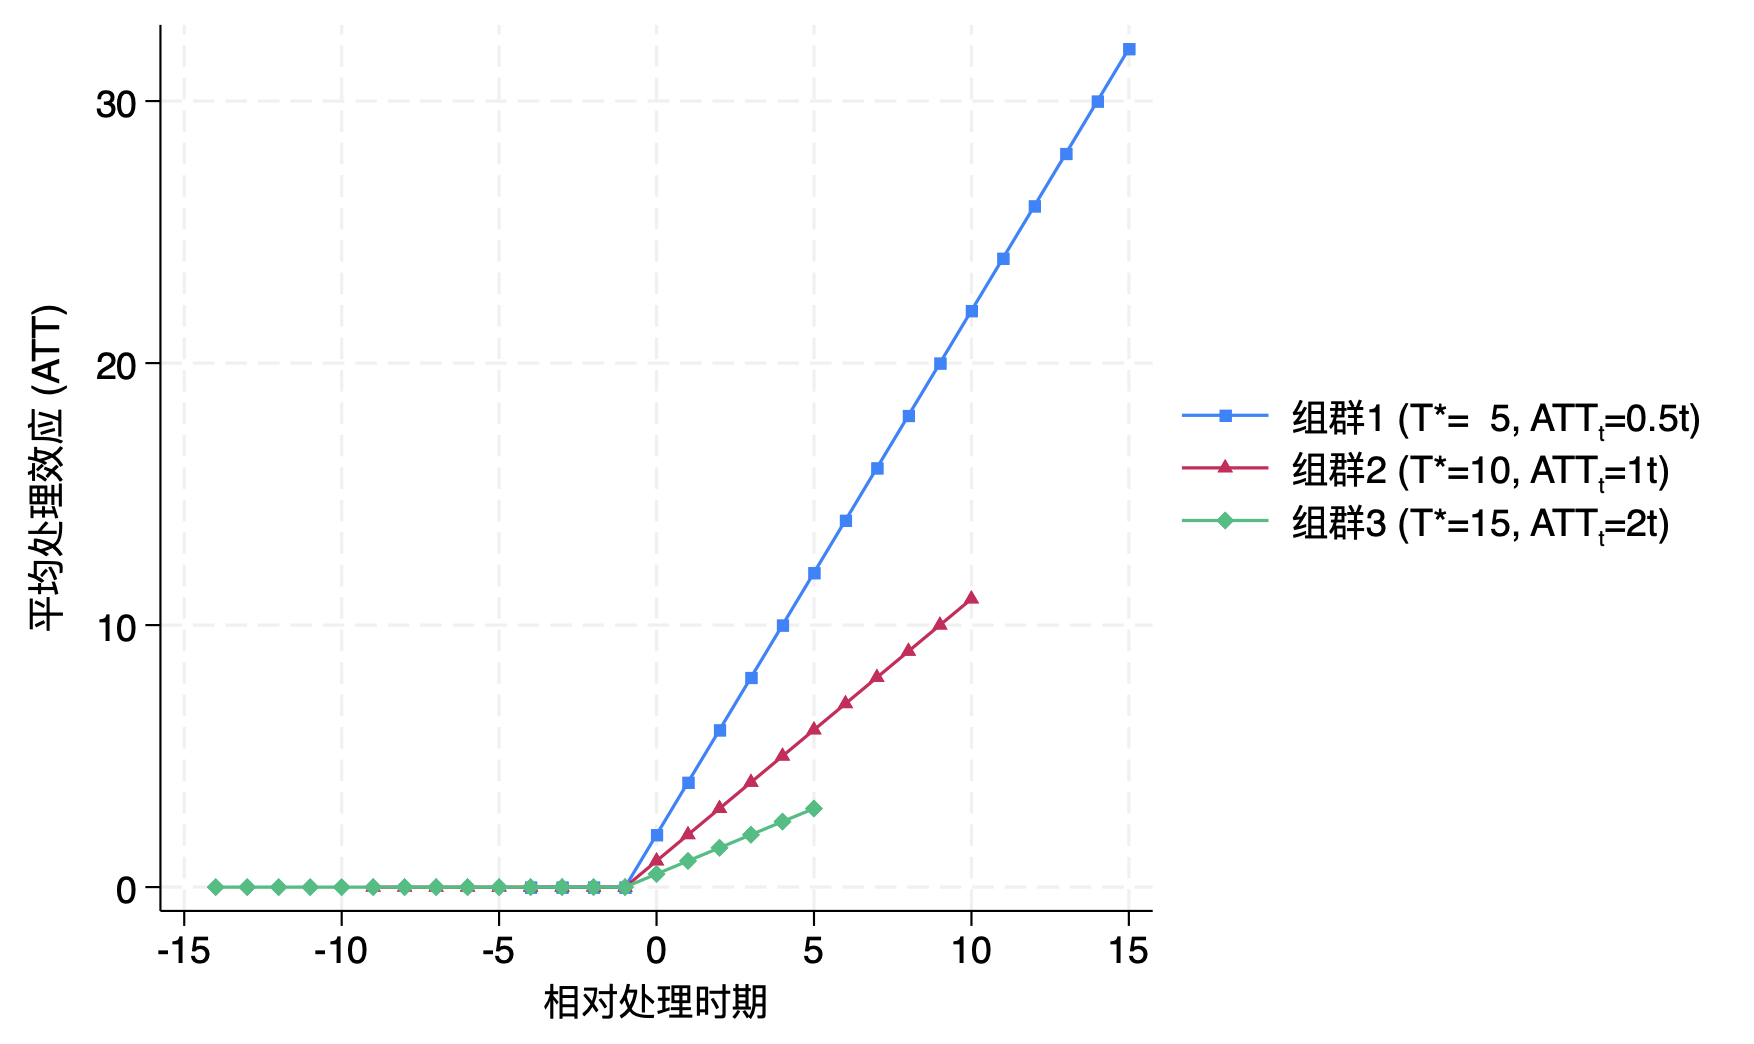 平均处理效应 (ATT)
30
20
10
0
-15 -10 -5 0 5 10 15
相对处理时期
组群1 (T*=  5, ATTt=0.5t)
组群2 (T*=10, ATTt=1t)
组群3 (T*=15, ATTt=2t)